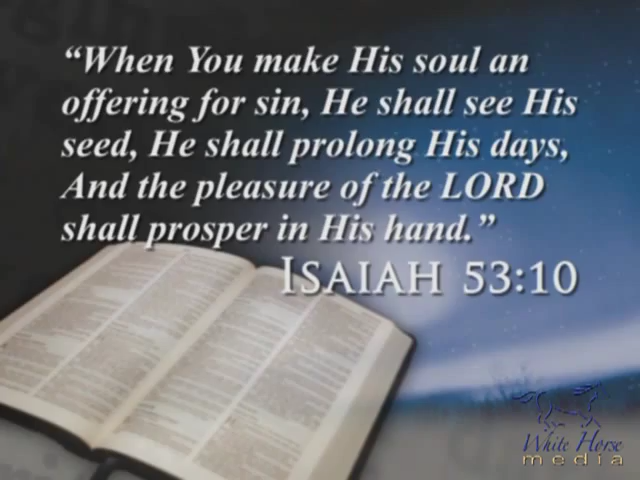 “When You make His soul an
offering for sin, He shall see His
seed, He shall prolong His days,
And the pleasure of the LORD
shall prosper in His hand.”
ISAIAH 53:10
White Horse
media